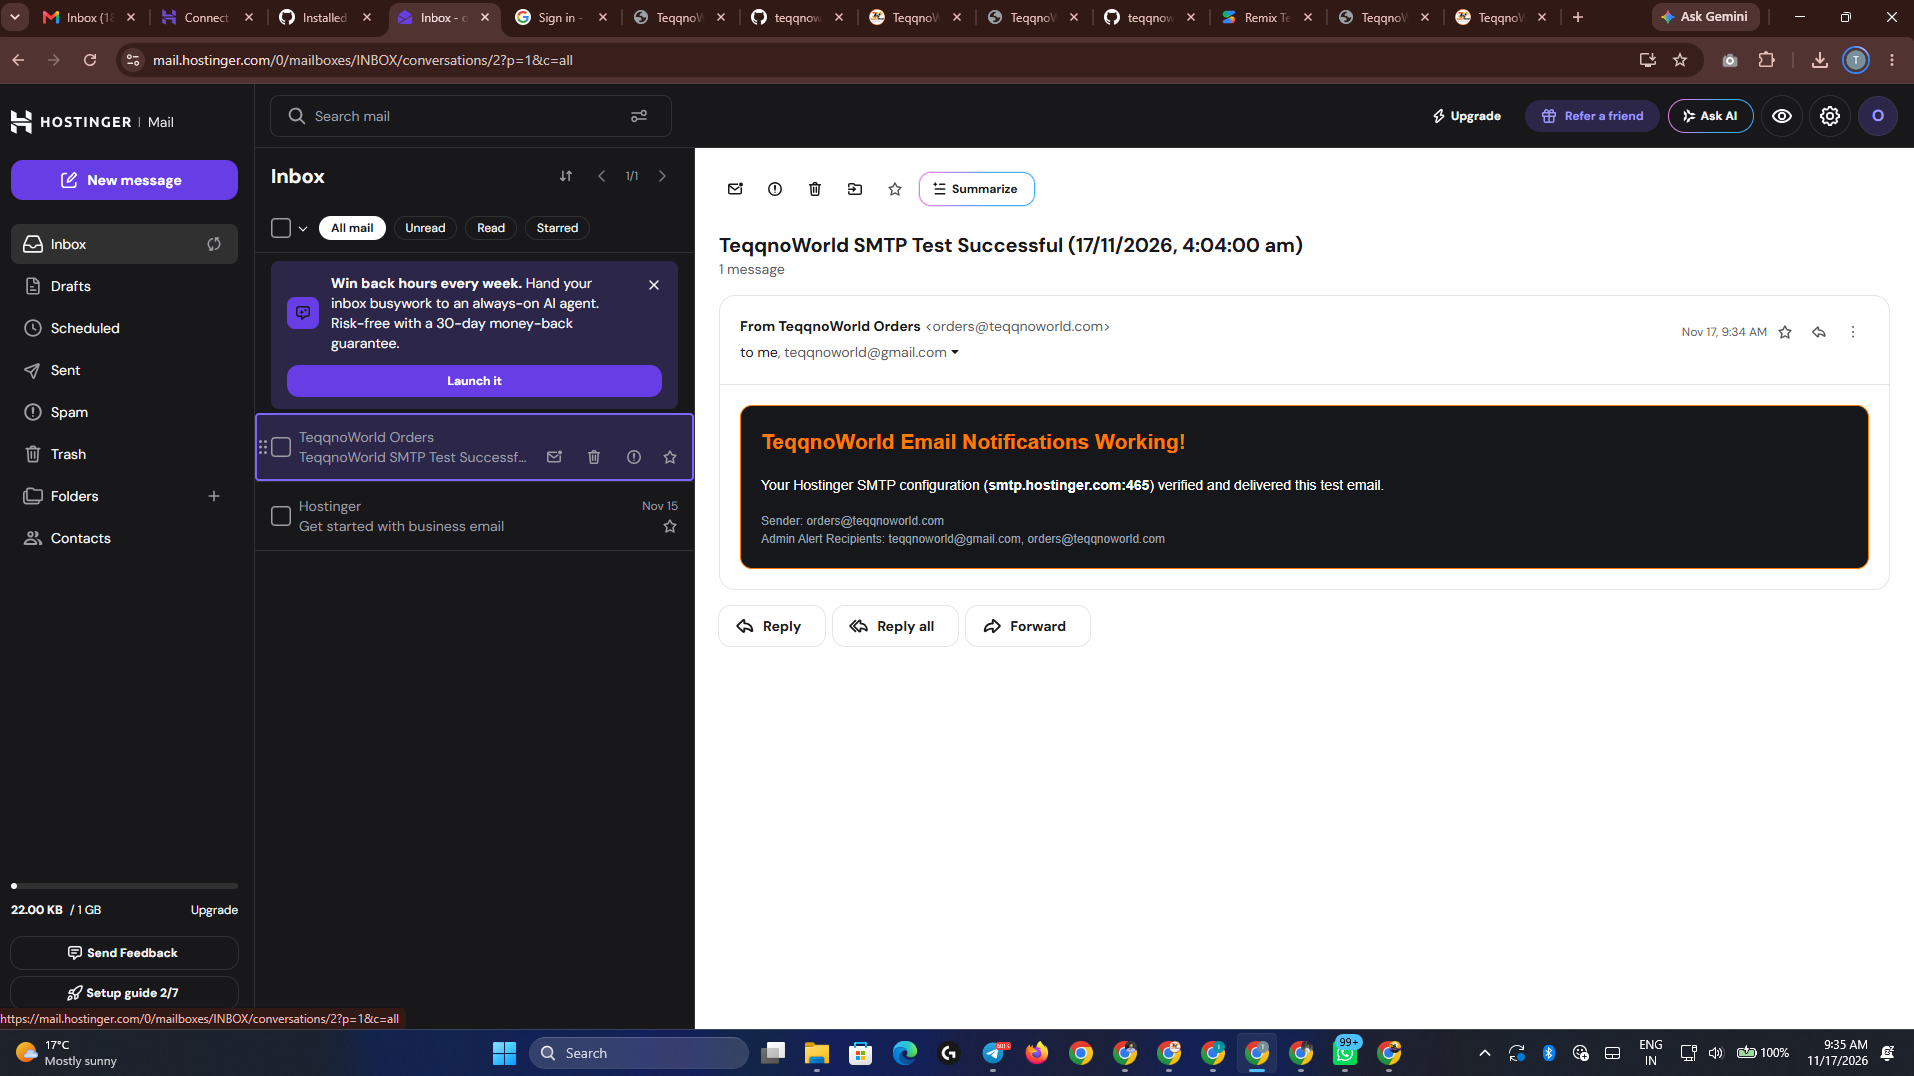 Inbox (18
Connect
Installed
Inbox - o
Sign in -
TeqqnoW
teqqnow
TeqqnoW
TeqqnoW
teqqnow
Remix Te
TeqqnoW
TeqqnoW
Ask Gemini
mail.hostinger.com/0/mailboxes/INBOX/conversations/2?p=1&c=all
T
HOSTINGER | Mail
Search mail
Upgrade
Refer a friend
Ask AI
O
New message
Inbox
Drafts
Scheduled
Sent
Spam
Trash
Folders
Contacts
22.00 KB / 1 GB
Upgrade
Send Feedback
Setup guide 2/7
https://mail.hostinger.com/0/mailboxes/INBOX/conversations/2?p=1&c=all
Inbox
1/1
All mail
Unread
Read
Starred
Win back hours every week. Hand your
inbox busywork to an always-on AI agent.
Risk-free with a 30-day money-back
guarantee.
Launch it
TeqqnoWorld Orders
TeqqnoWorld SMTP Test Successf...
Hostinger
Nov 15
Get started with business email
Summarize
TeqqnoWorld SMTP Test Successful (17/11/2026, 4:04:00 am)
1 message
From TeqqnoWorld Orders <orders@teqqnoworld.com>
Nov 17, 9:34 AM
to me, teqqnoworld@gmail.com
TeqqnoWorld Email Notifications Working!
Your Hostinger SMTP configuration (smtp.hostinger.com:465) verified and delivered this test email.
Sender: orders@teqqnoworld.com
Admin Alert Recipients: teqqnoworld@gmail.com, orders@teqqnoworld.com
Reply
Reply all
Forward
17°C
Mostly sunny
Search
99+
ENG
IN
100%
9:35 AM
11/17/2026